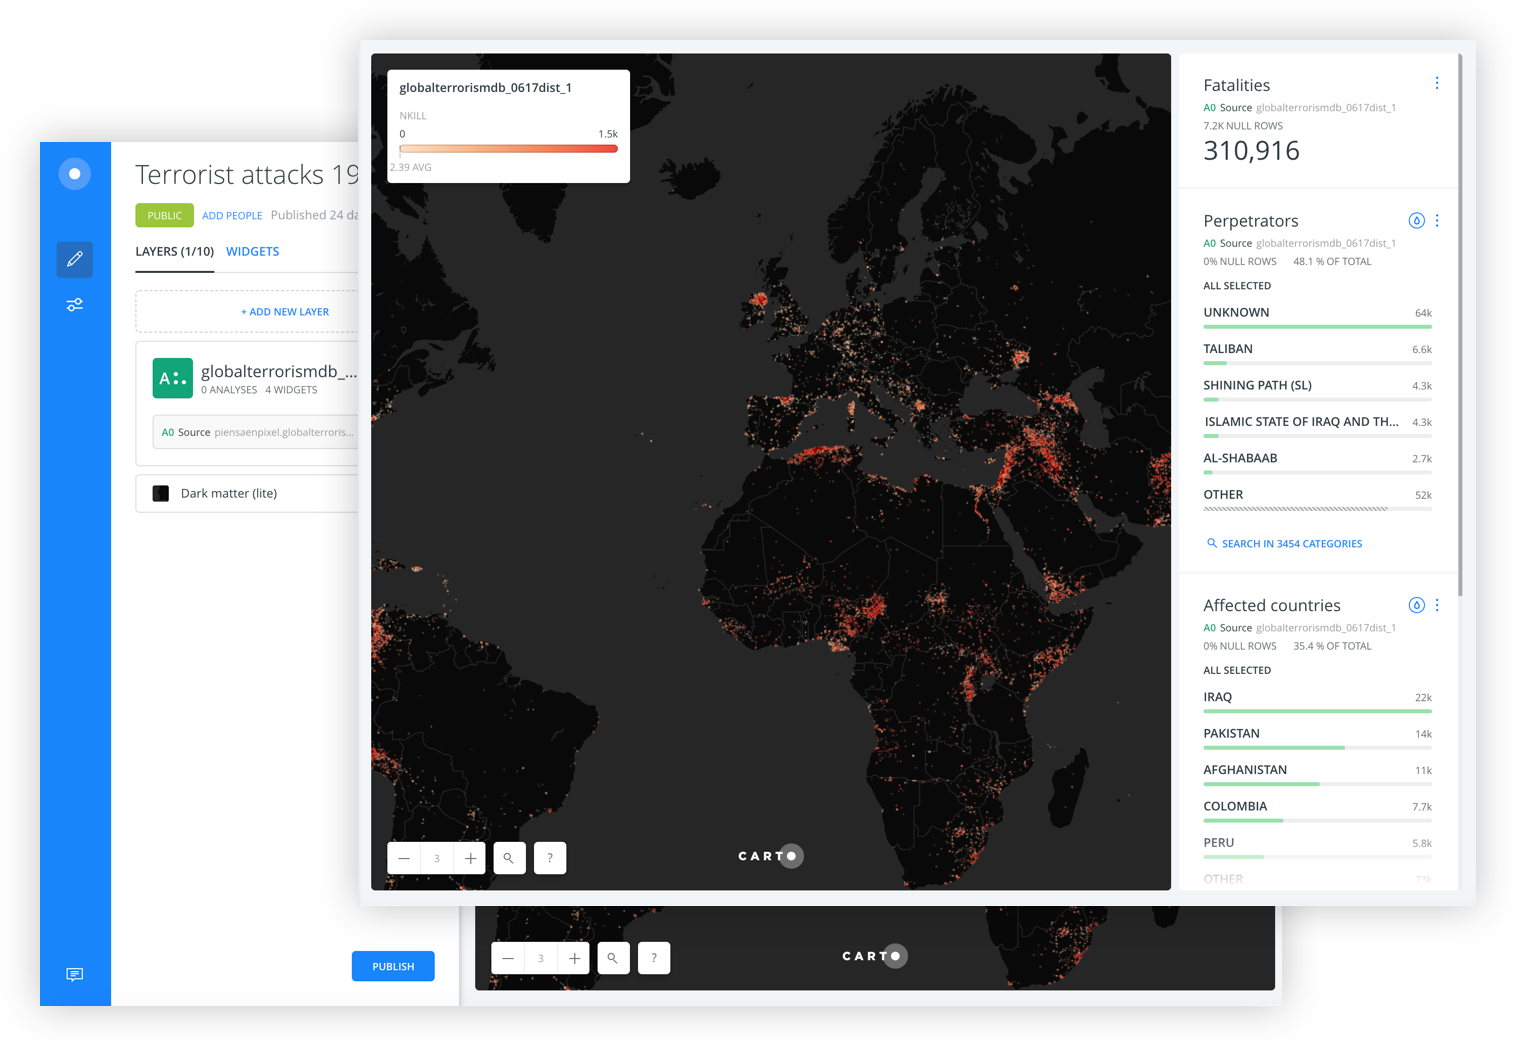 Terrorist attacks 19
PUBLIC ADD PEOPLE Published 24 da
LAYERS (1/10) WIDGETS
+ ADD NEW LAYER
A globalterrorismdb_...
0 ANALYSES 4 WIDGETS
A0 Source piensaenpixel.globalterroris...
Dark matter (lite)
PUBLISH
globalterrorismdb_0617dist_1
NKILL
0 1.5k
2.39 AVG
- 3 + ?
CARTO
Fatalities
A0 Source globalterrorismdb_0617dist_1
7.2K NULL ROWS
310,916
Perpetrators
A0 Source globalterrorismdb_0617dist_1
0% NULL ROWS 48.1 % OF TOTAL
ALL SELECTED
UNKNOWN 64k
TALIBAN 6.6k
SHINING PATH (SL) 4.3k
ISLAMIC STATE OF IRAQ AND TH... 4.3k
AL-SHABAAB 2.7k
OTHER 52k
SEARCH IN 3454 CATEGORIES
Affected countries
A0 Source globalterrorismdb_0617dist_1
0% NULL ROWS 35.4 % OF TOTAL
ALL SELECTED
IRAQ 22k
PAKISTAN 14k
AFGHANISTAN 11k
COLOMBIA 7.7k
PERU 5.8k
OTHER 73k
- 3 + ?
CARTO